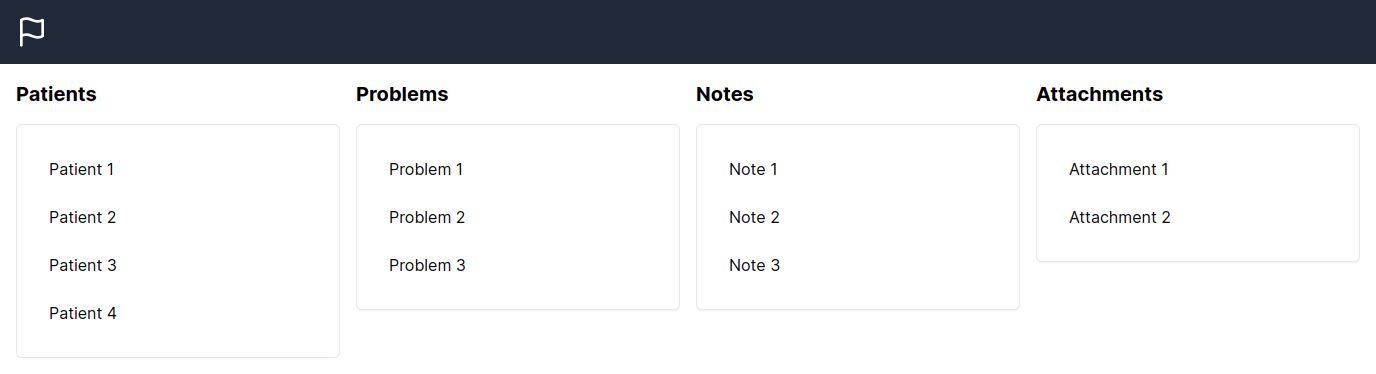 Patients
Patient 1
Patient 2
Patient 3
Patient 4
Problems
Problem 1
Problem 2
Problem 3
Notes
Note 1
Note 2
Note 3
Attachments
Attachment 1
Attachment 2